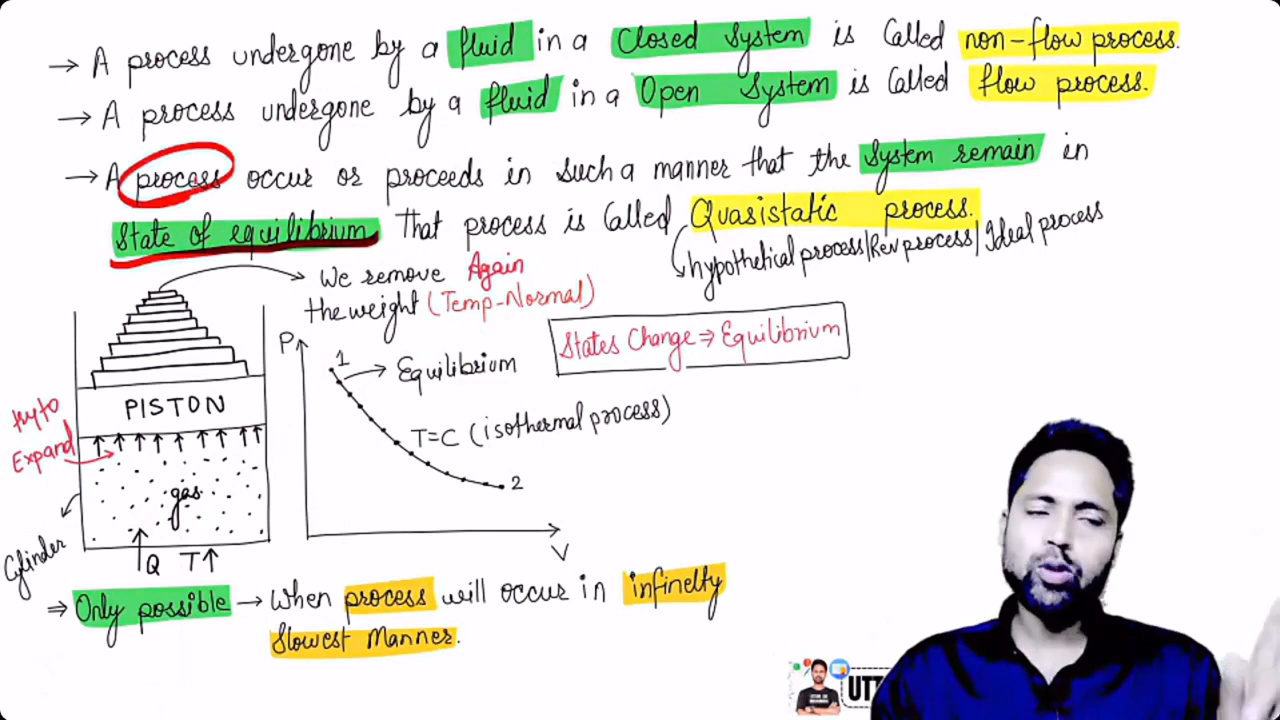 → A process undergone by a fluid in a Closed System is Called non-flow process.
→ A process undergone by a fluid in a Open System is Called flow process.
→ A process occur or proceeds in such a manner that the System remain in
State of equilibrium That process is Called Quasistatic process.
hypothetical process/Rev process/Ideal process
We remove Again
the weight (Temp-Normal)
States Change ⇒ Equilibrium
P
1
Equilibrium
PISTON
try to
Expand
T=C (isothermal process)
gas
2
Cylinder
Q T↑
V
⇒ Only possible → When process will occur in infinelty
Slowest Manner.
UTT